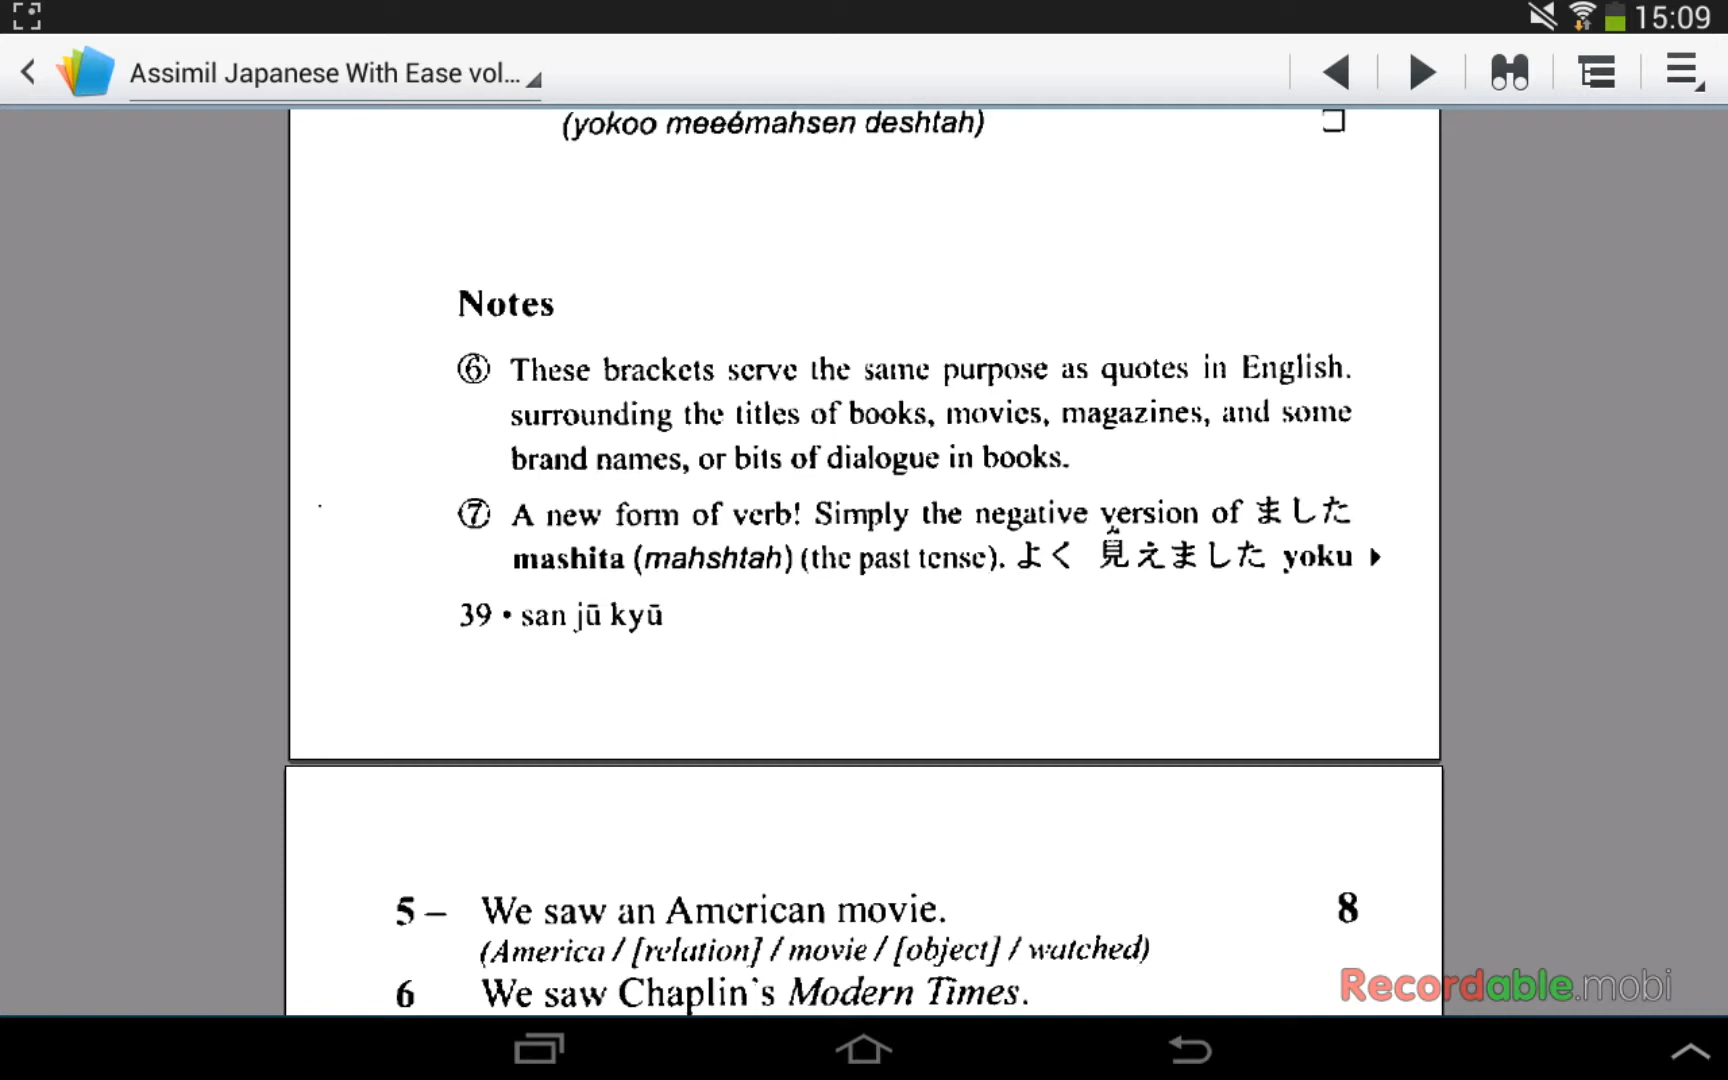 15:09
Assimil Japanese With Ease vol...
(yokoo meeémahsen deshtah)
Notes
⑥ These brackets serve the same purpose as quotes in English.
surrounding the titles of books, movies, magazines, and some
brand names, or bits of dialogue in books.
⑦ A new form of verb! Simply the negative version of ました
mashita (mahshtah) (the past tense). よく 見えました yoku
39 • san jū kyū
5 – We saw an American movie. 8
(America / [relation] / movie / [object] / watched)
6 We saw Chaplin's Modern Times.
Recordable.mobi